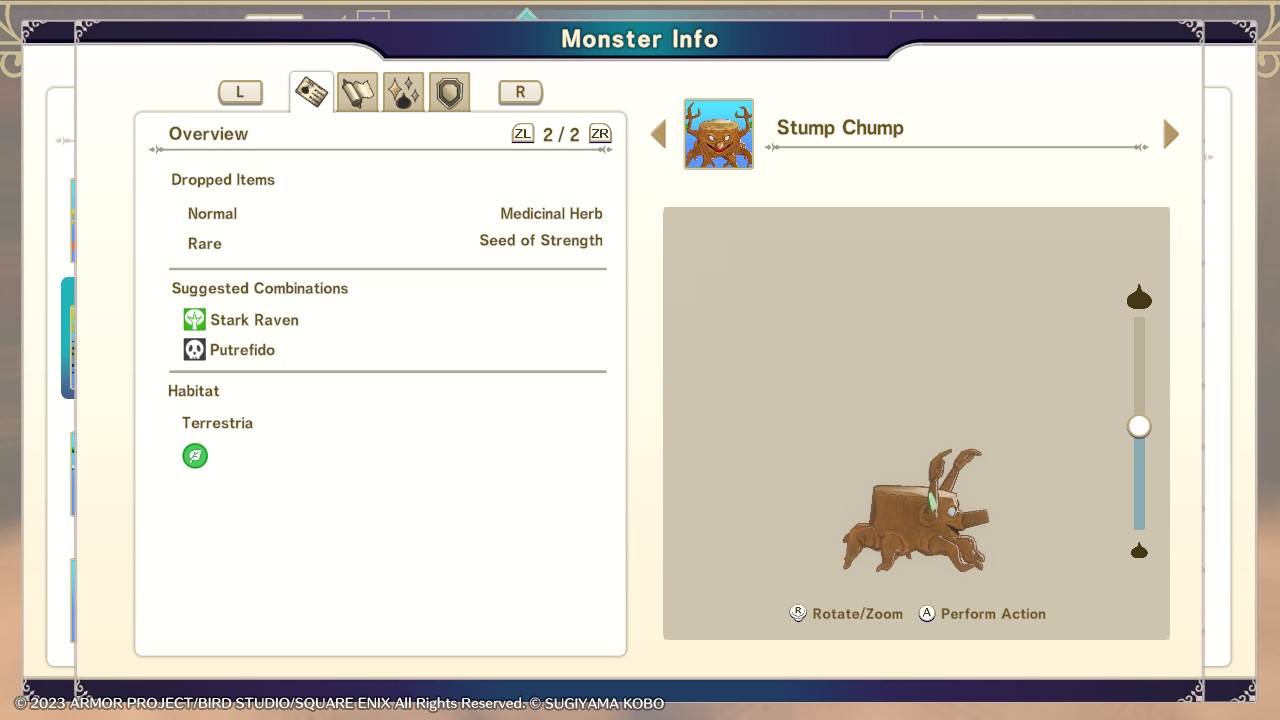 Monster Info
L
R
Overview
ZL 2 / 2 ZR
Stump Chump
Dropped Items
Normal Medicinal Herb
Rare Seed of Strength
Suggested Combinations
Stark Raven
Putrefido
Habitat
Terrestria
R Rotate/Zoom A Perform Action
© 2023 ARMOR PROJECT/BIRD STUDIO/SQUARE ENIX All Rights Reserved. © SUGIYAMA KOBO